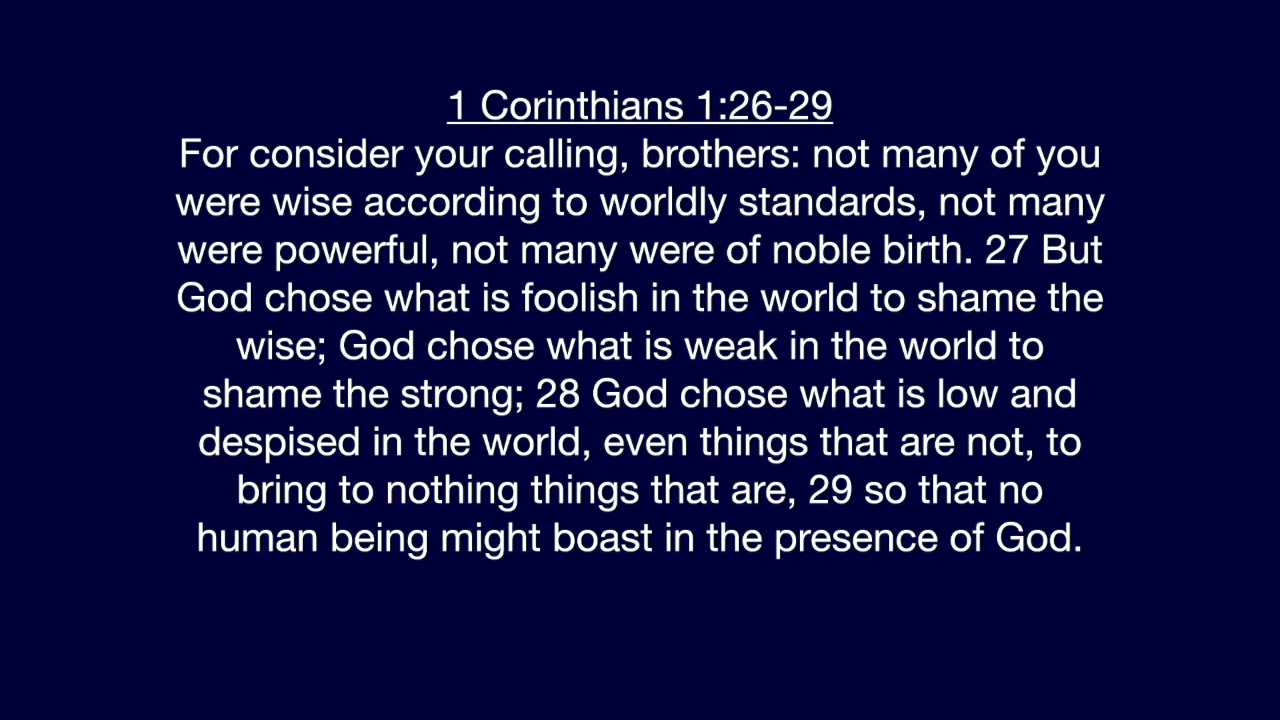 1 Corinthians 1:26-29
For consider your calling, brothers: not many of you
were wise according to worldly standards, not many
were powerful, not many were of noble birth. 27 But
God chose what is foolish in the world to shame the
wise; God chose what is weak in the world to
shame the strong; 28 God chose what is low and
despised in the world, even things that are not, to
bring to nothing things that are, 29 so that no
human being might boast in the presence of God.